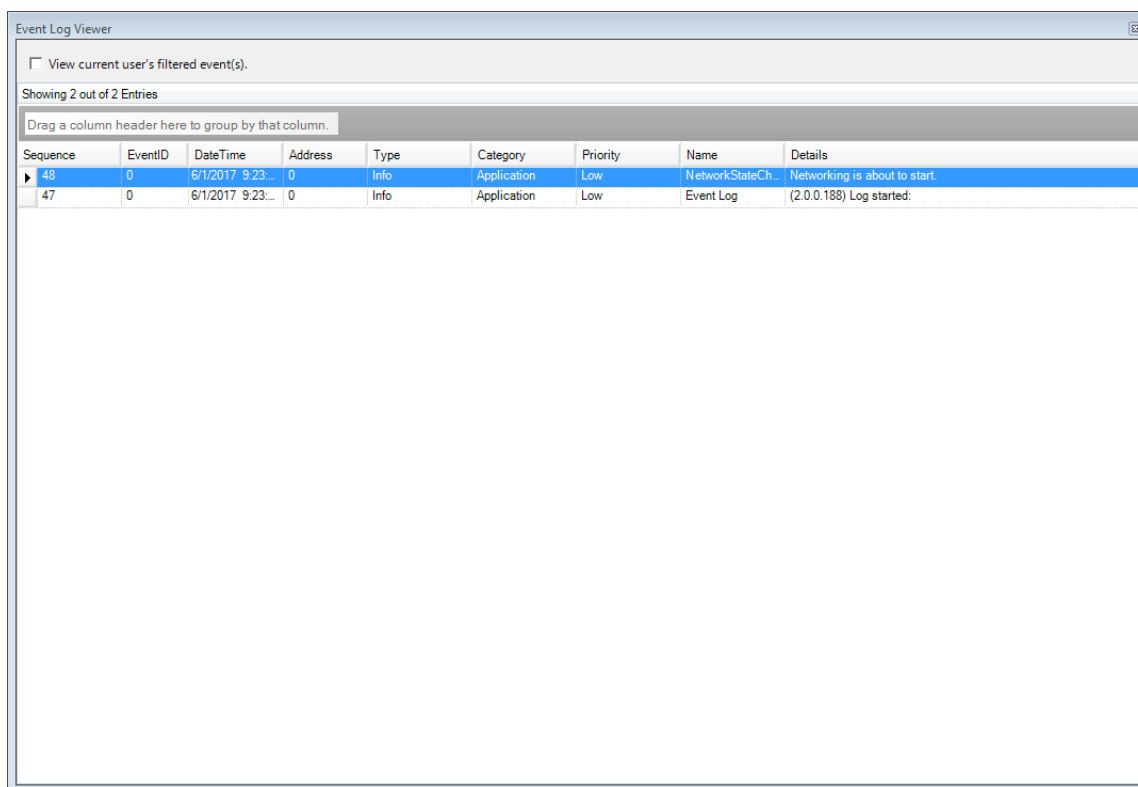 Event Log Viewer
View current user's filtered event(s).
Showing 2 out of 2 Entries
Drag a column header here to group by that column.
Sequence EventID DateTime Address Type Category Priority Name Details
48 0 6/1/2017 9:23:... 0 Info Application Low NetworkStateCh... Networking is about to start.
47 0 6/1/2017 9:23:... 0 Info Application Low Event Log (2.0.0.188) Log started: